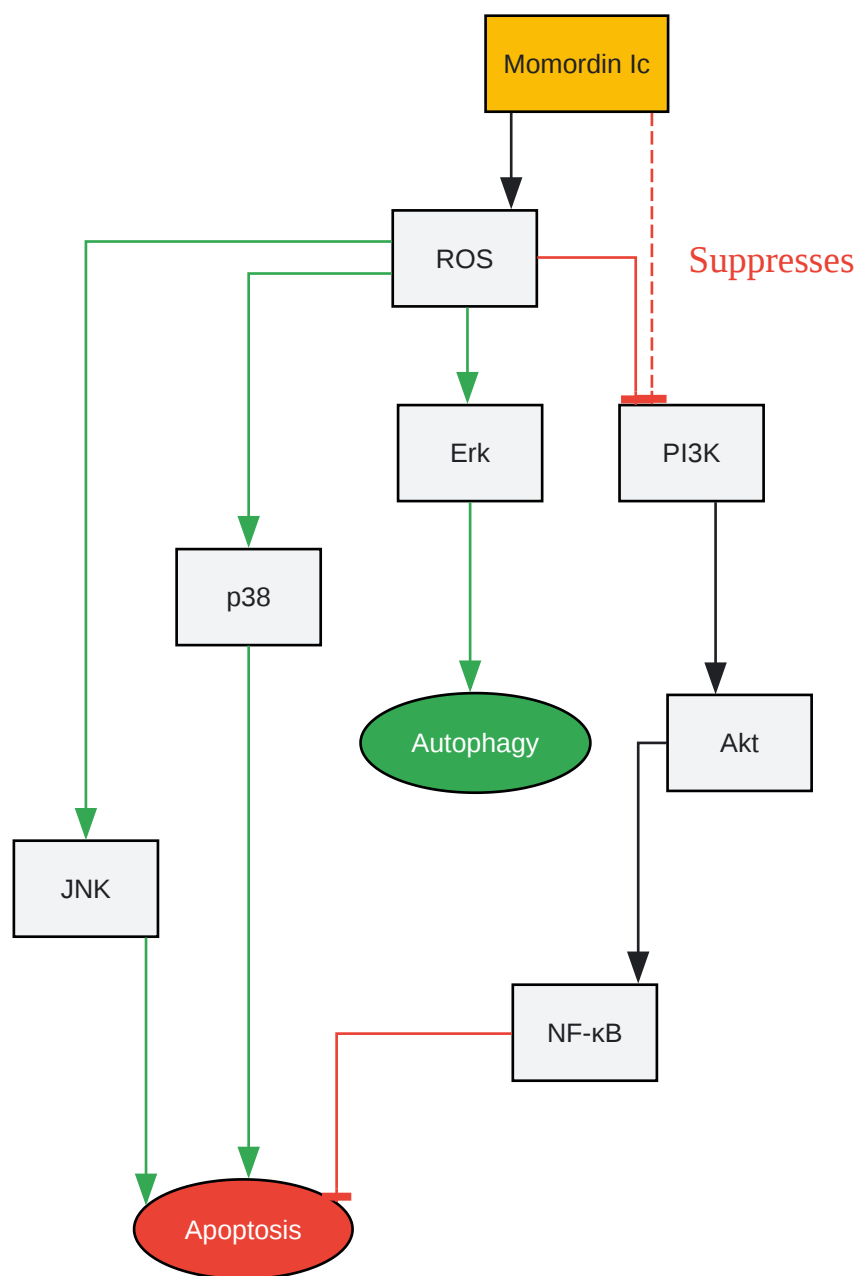 Momordin Ic
ROS
Suppresses
Erk
PI3K
p38
Autophagy
Akt
JNK
NF-κB
Apoptosis